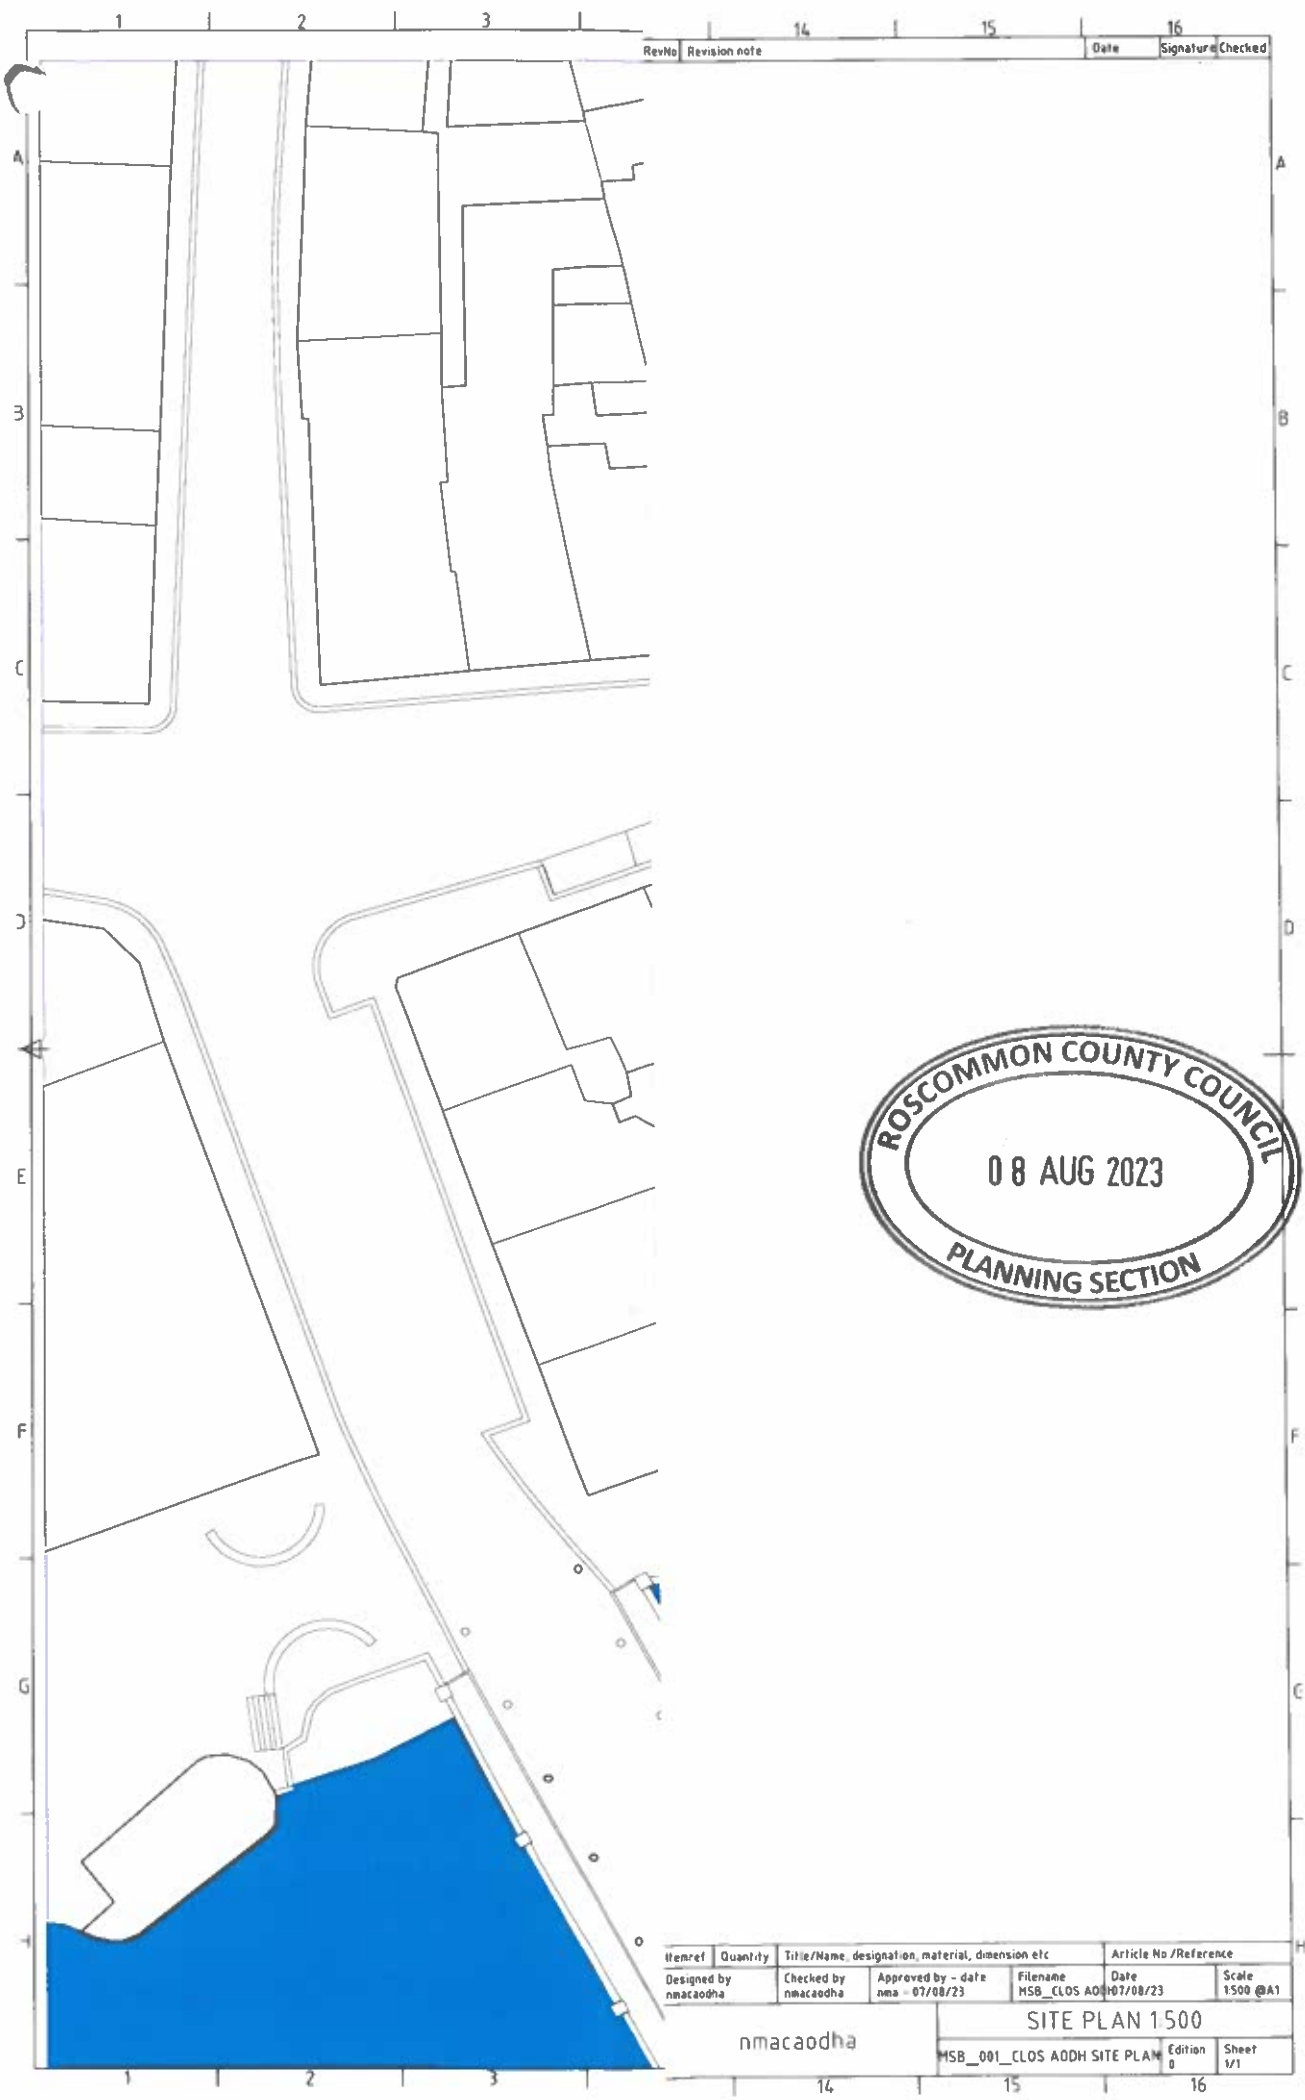 1 2 3 14 15 16
RevNo Revision note Date Signature Checked
A A
B B
C C
D
E
F F
G
H
ROSCOMMON COUNTY COUNCIL
08 AUG 2023
PLANNING SECTION
Itemref Quantity Title/Name, designation, material, dimension etc Article No /Reference
Designed by Checked by Approved by - date Filename Date Scale
nmacaodha nmacaodha nma - 07/08/23 MSB_CLOS AODH 07/08/23 1:500 @A1
SITE PLAN 1:500
nmacaodha
MSB_001_CLOS AODH SITE PLAN Edition Sheet
0 1/1
1 2 3 14 15 16